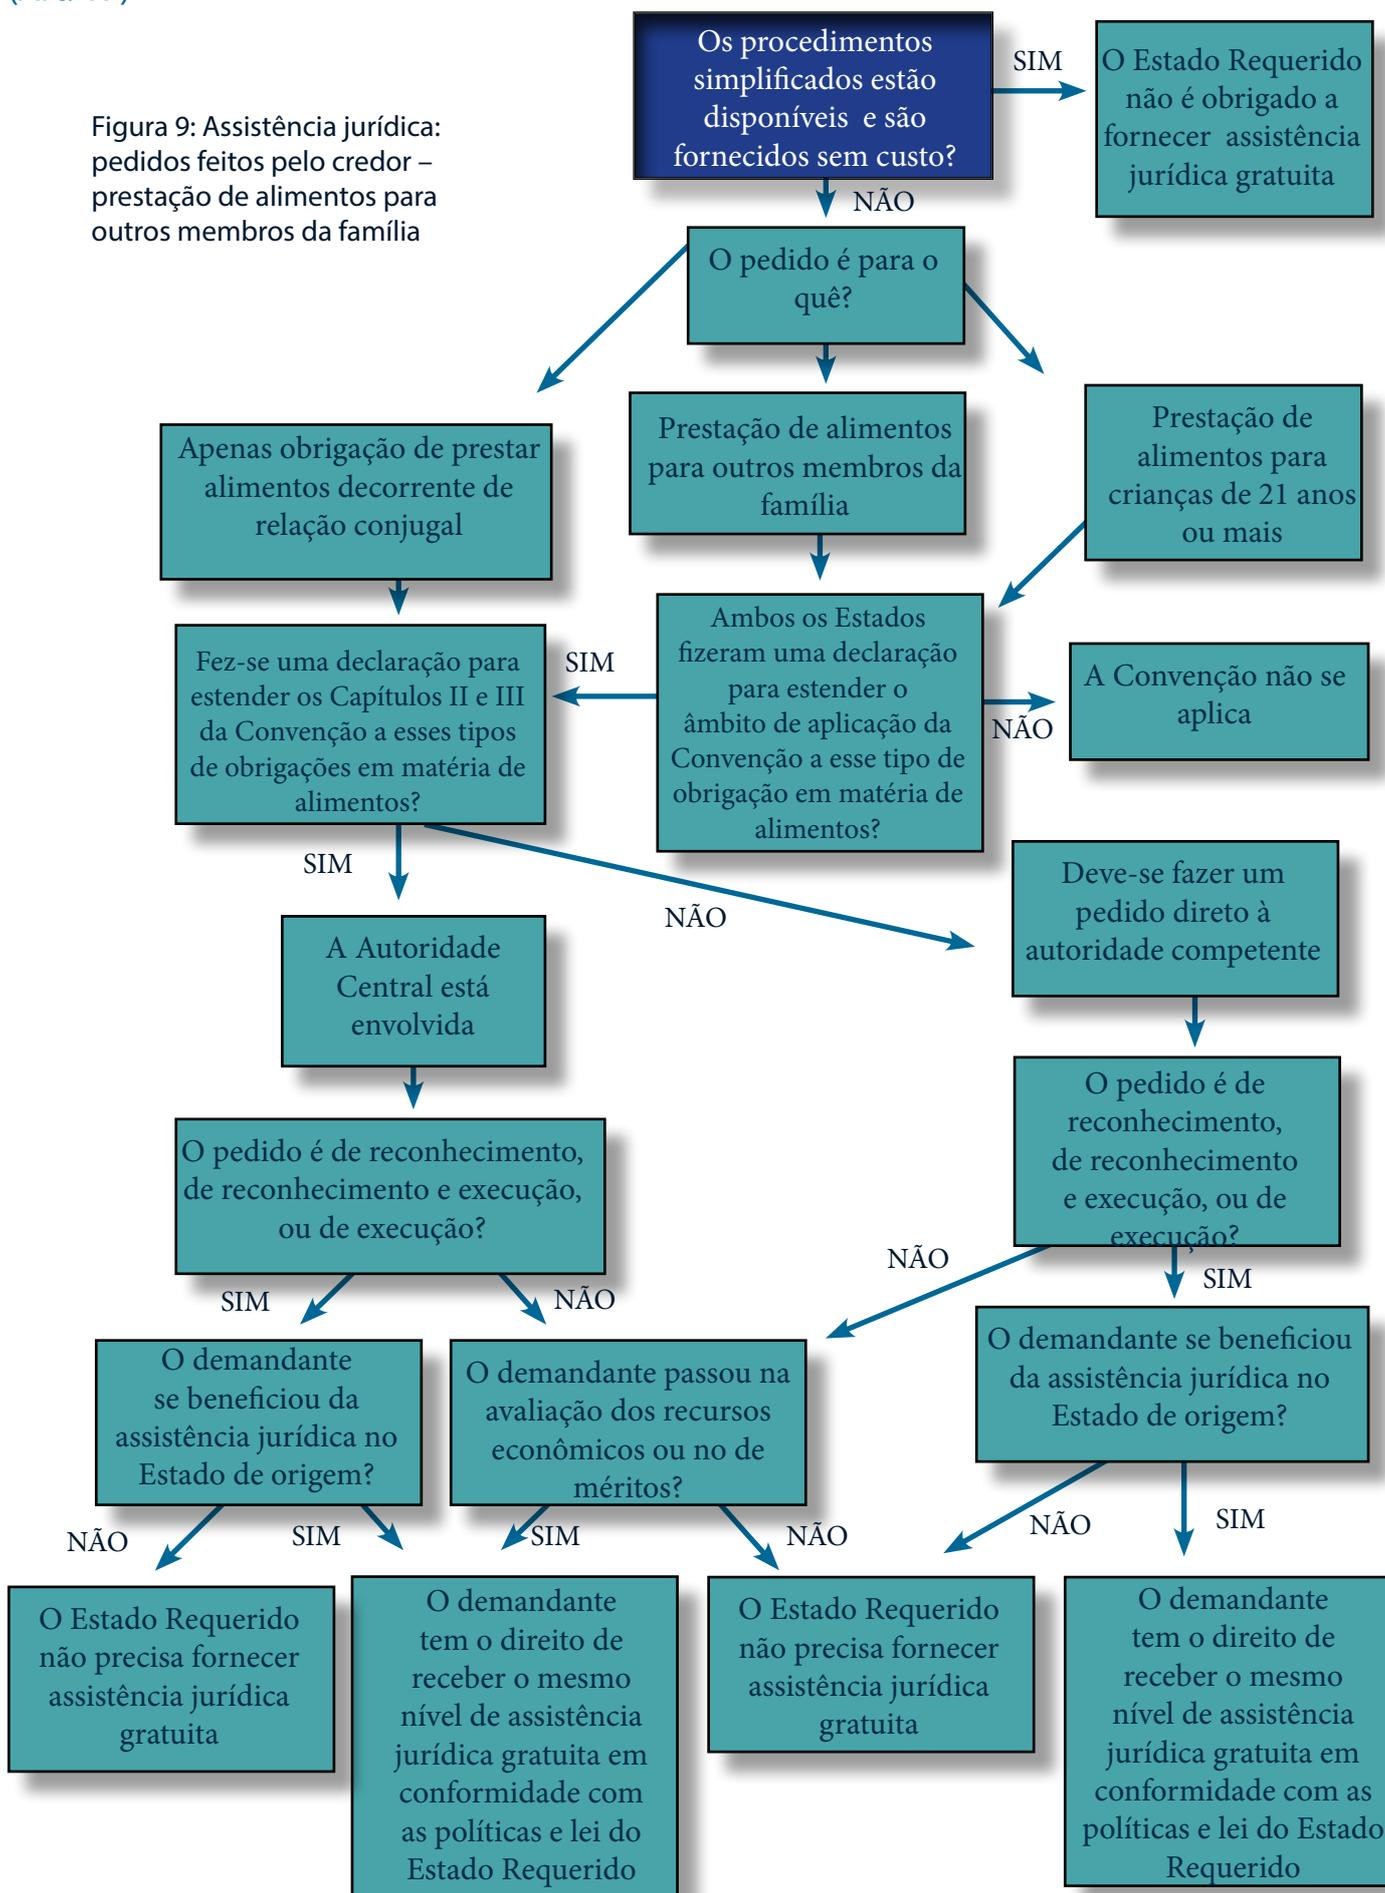 Os procedimentos
simplificados estão
disponíveis e são
fornecidos sem custo?
SIM
O Estado Requerido
não é obrigado a
fornecer assistência
jurídica gratuita
Figura 9: Assistência jurídica:
pedidos feitos pelo credor –
prestação de alimentos para
outros membros da família
NÃO
O pedido é para o
quê?
Apenas obrigação de prestar
alimentos decorrente de
relação conjugal
Prestação de alimentos
para outros membros da
família
Prestação de
alimentos para
crianças de 21 anos
ou mais
Fez-se uma declaração para
estender os Capítulos II e III
da Convenção a esses tipos
de obrigações em matéria de
alimentos?
SIM
Ambos os Estados
fizeram uma declaração
para estender o
âmbito de aplicação da
Convenção a esse tipo de
obrigação em matéria de
alimentos?
NÃO
A Convenção não se
aplica
SIM
NÃO
A Autoridade
Central está
envolvida
Deve-se fazer um
pedido direto à
autoridade competente
O pedido é de reconhecimento,
de reconhecimento e execução,
ou de execução?
O pedido é de
reconhecimento,
de reconhecimento
e execução, ou de
execução?
SIM
NÃO
NÃO
SIM
O demandante
se beneficiou da
assistência jurídica no
Estado de origem?
O demandante passou na
avaliação dos recursos
econômicos ou no de
méritos?
O demandante se beneficiou
da assistência jurídica no
Estado de origem?
NÃO
SIM
SIM
NÃO
NÃO
SIM
O Estado Requerido
não precisa fornecer
assistência jurídica
gratuita
O demandante
tem o direito de
receber o mesmo
nível de assistência
jurídica gratuita em
conformidade com
as políticas e lei do
Estado Requerido
O Estado Requerido
não precisa fornecer
assistência jurídica
gratuita
O demandante
tem o direito de
receber o mesmo
nível de assistência
jurídica gratuita em
conformidade com as
políticas e lei do Estado
Requerido